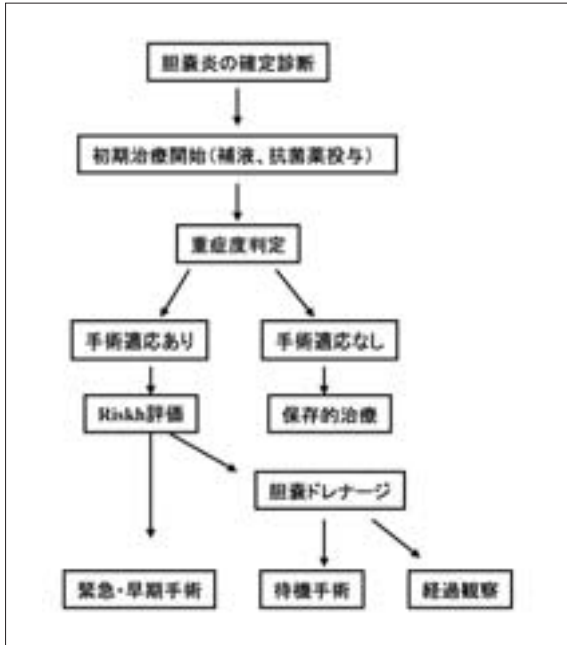 胆嚢炎の確定診断
初期治療開始(補液、抗菌薬投与)
重症度判定
手術適応あり
手術適応なし
Riskh評価
保存的治療
胆嚢ドレナージ
緊急・早期手術
待機手術
経過観察